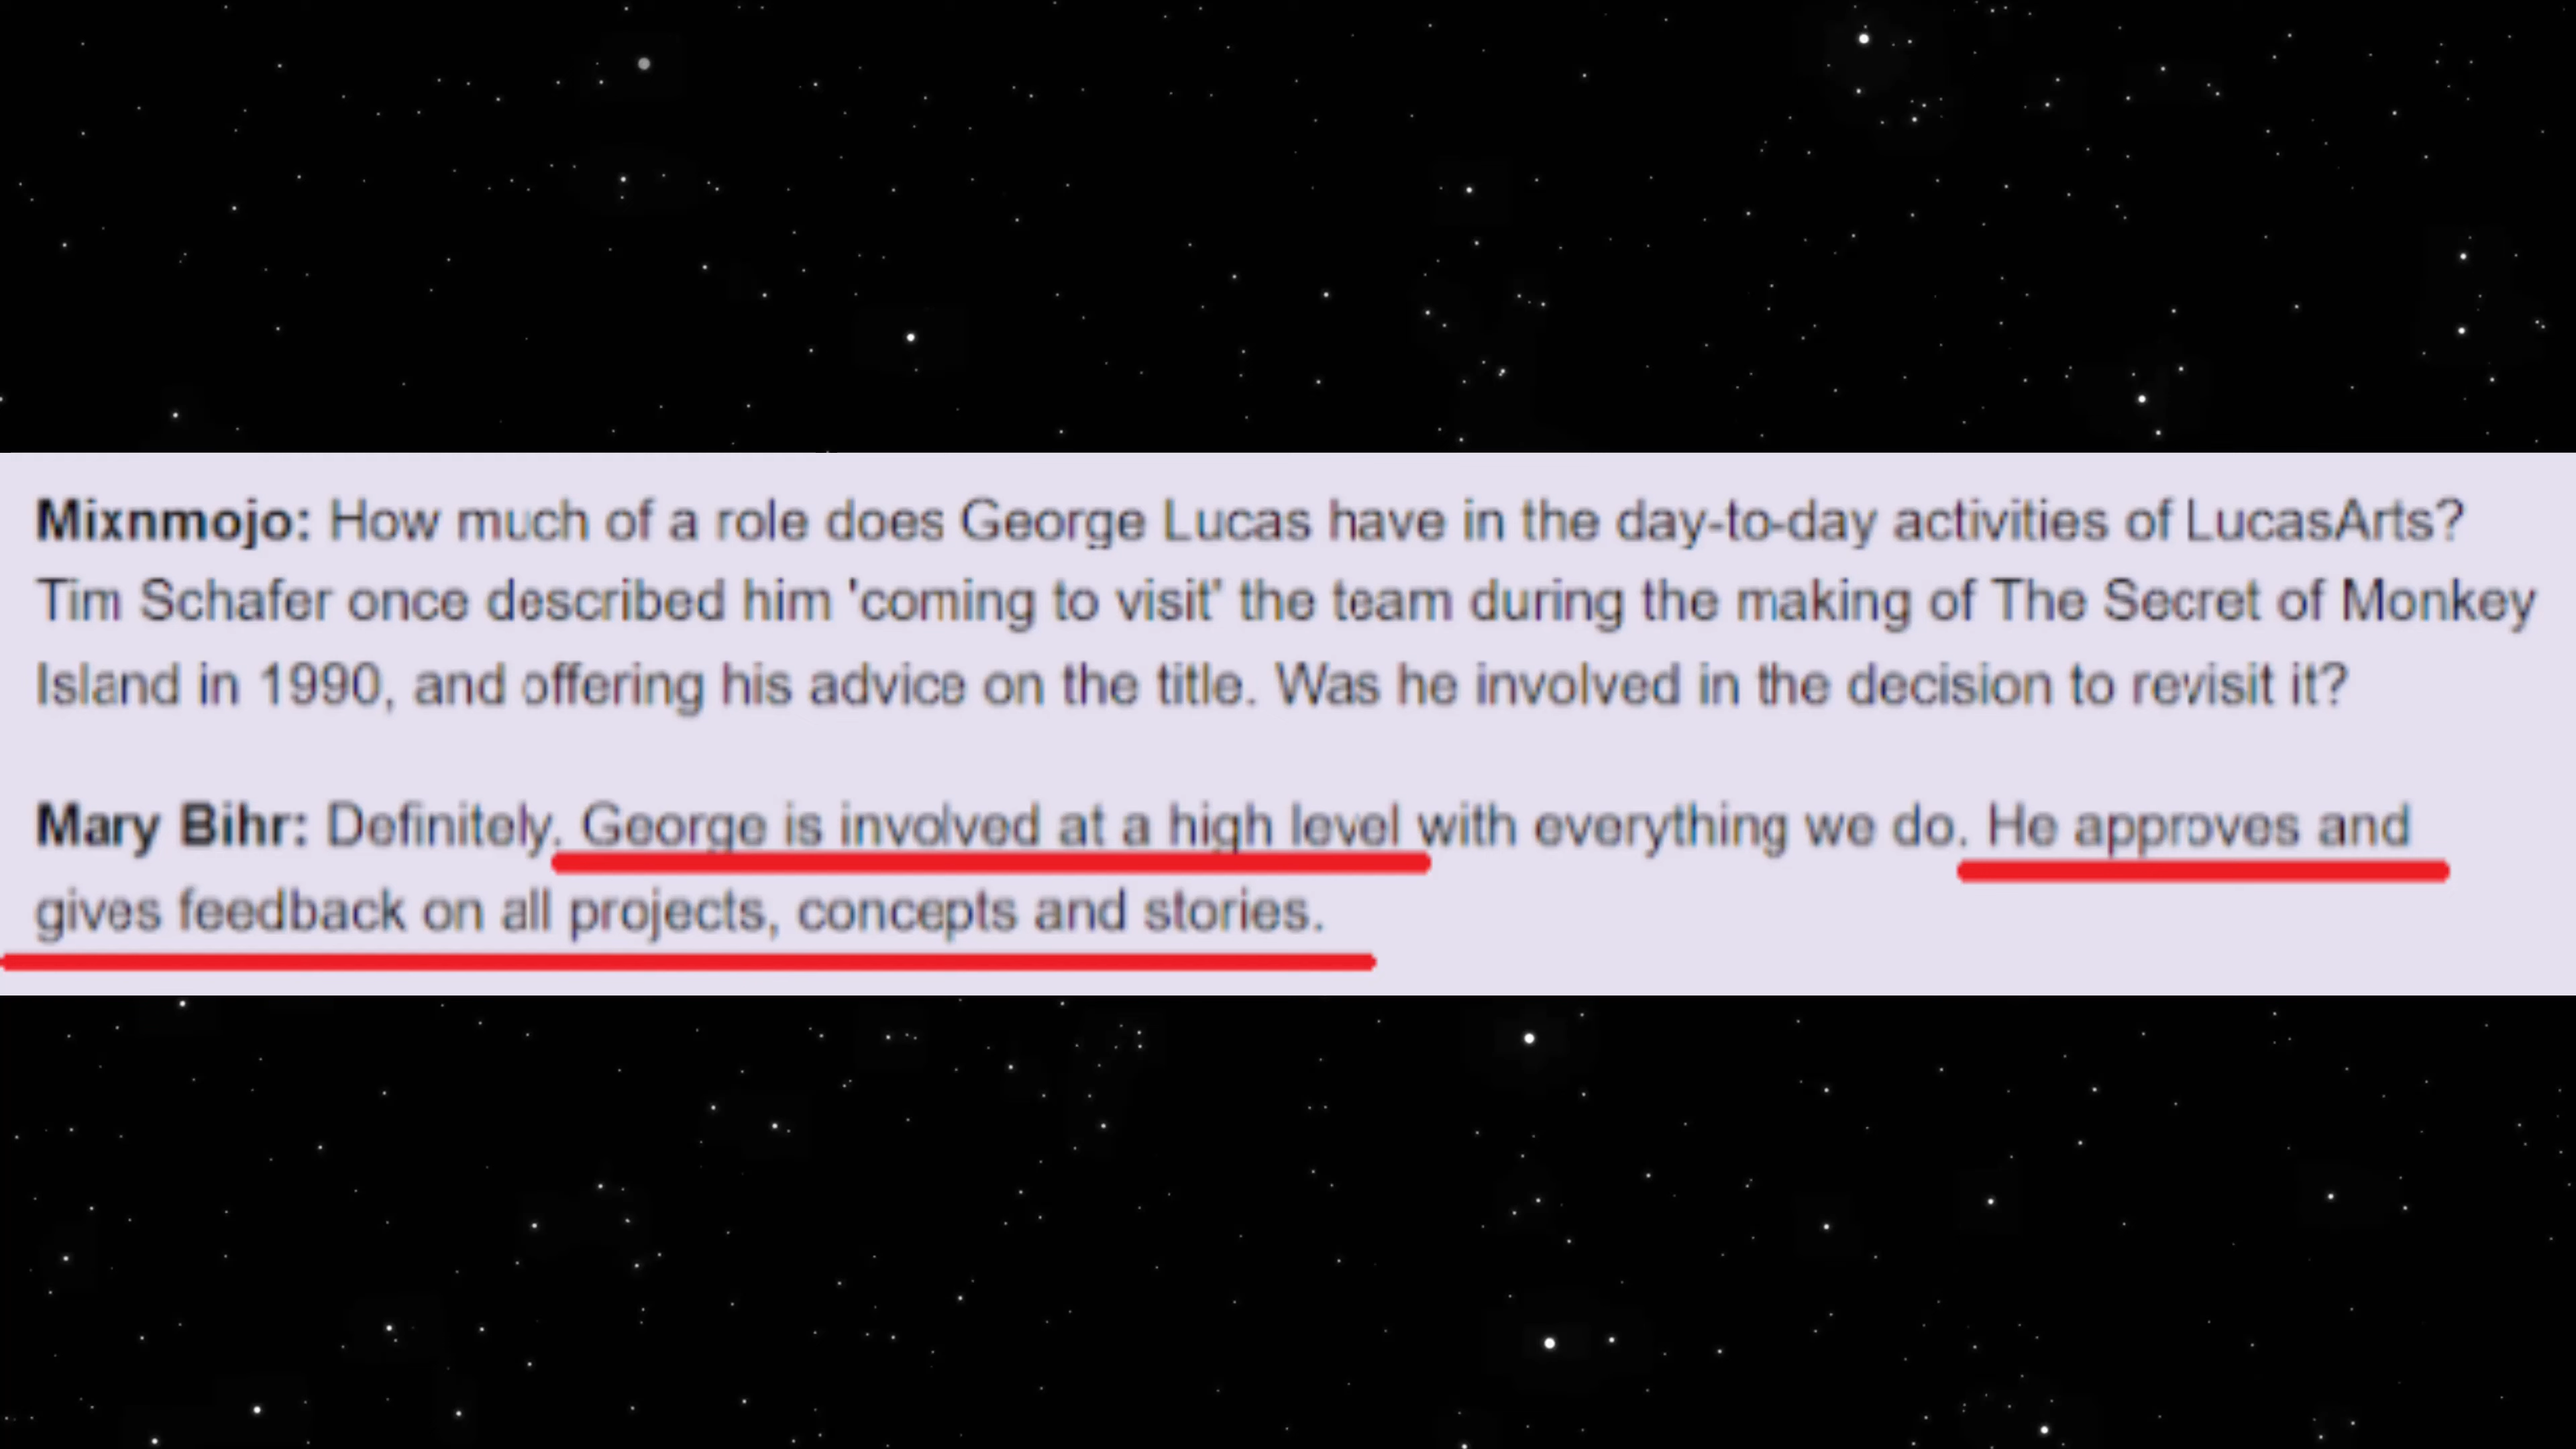 Mixnmojo: How much of a role does George Lucas have in the day-to-day activities of LucasArts?
Tim Schafer once described him 'coming to visit' the team during the making of The Secret of Monkey
Island in 1990, and offering his advice on the title. Was he involved in the decision to revisit it?
Mary Bihr: Definitely. George is involved at a high level with everything we do. He approves and
gives feedback on all projects, concepts and stories.